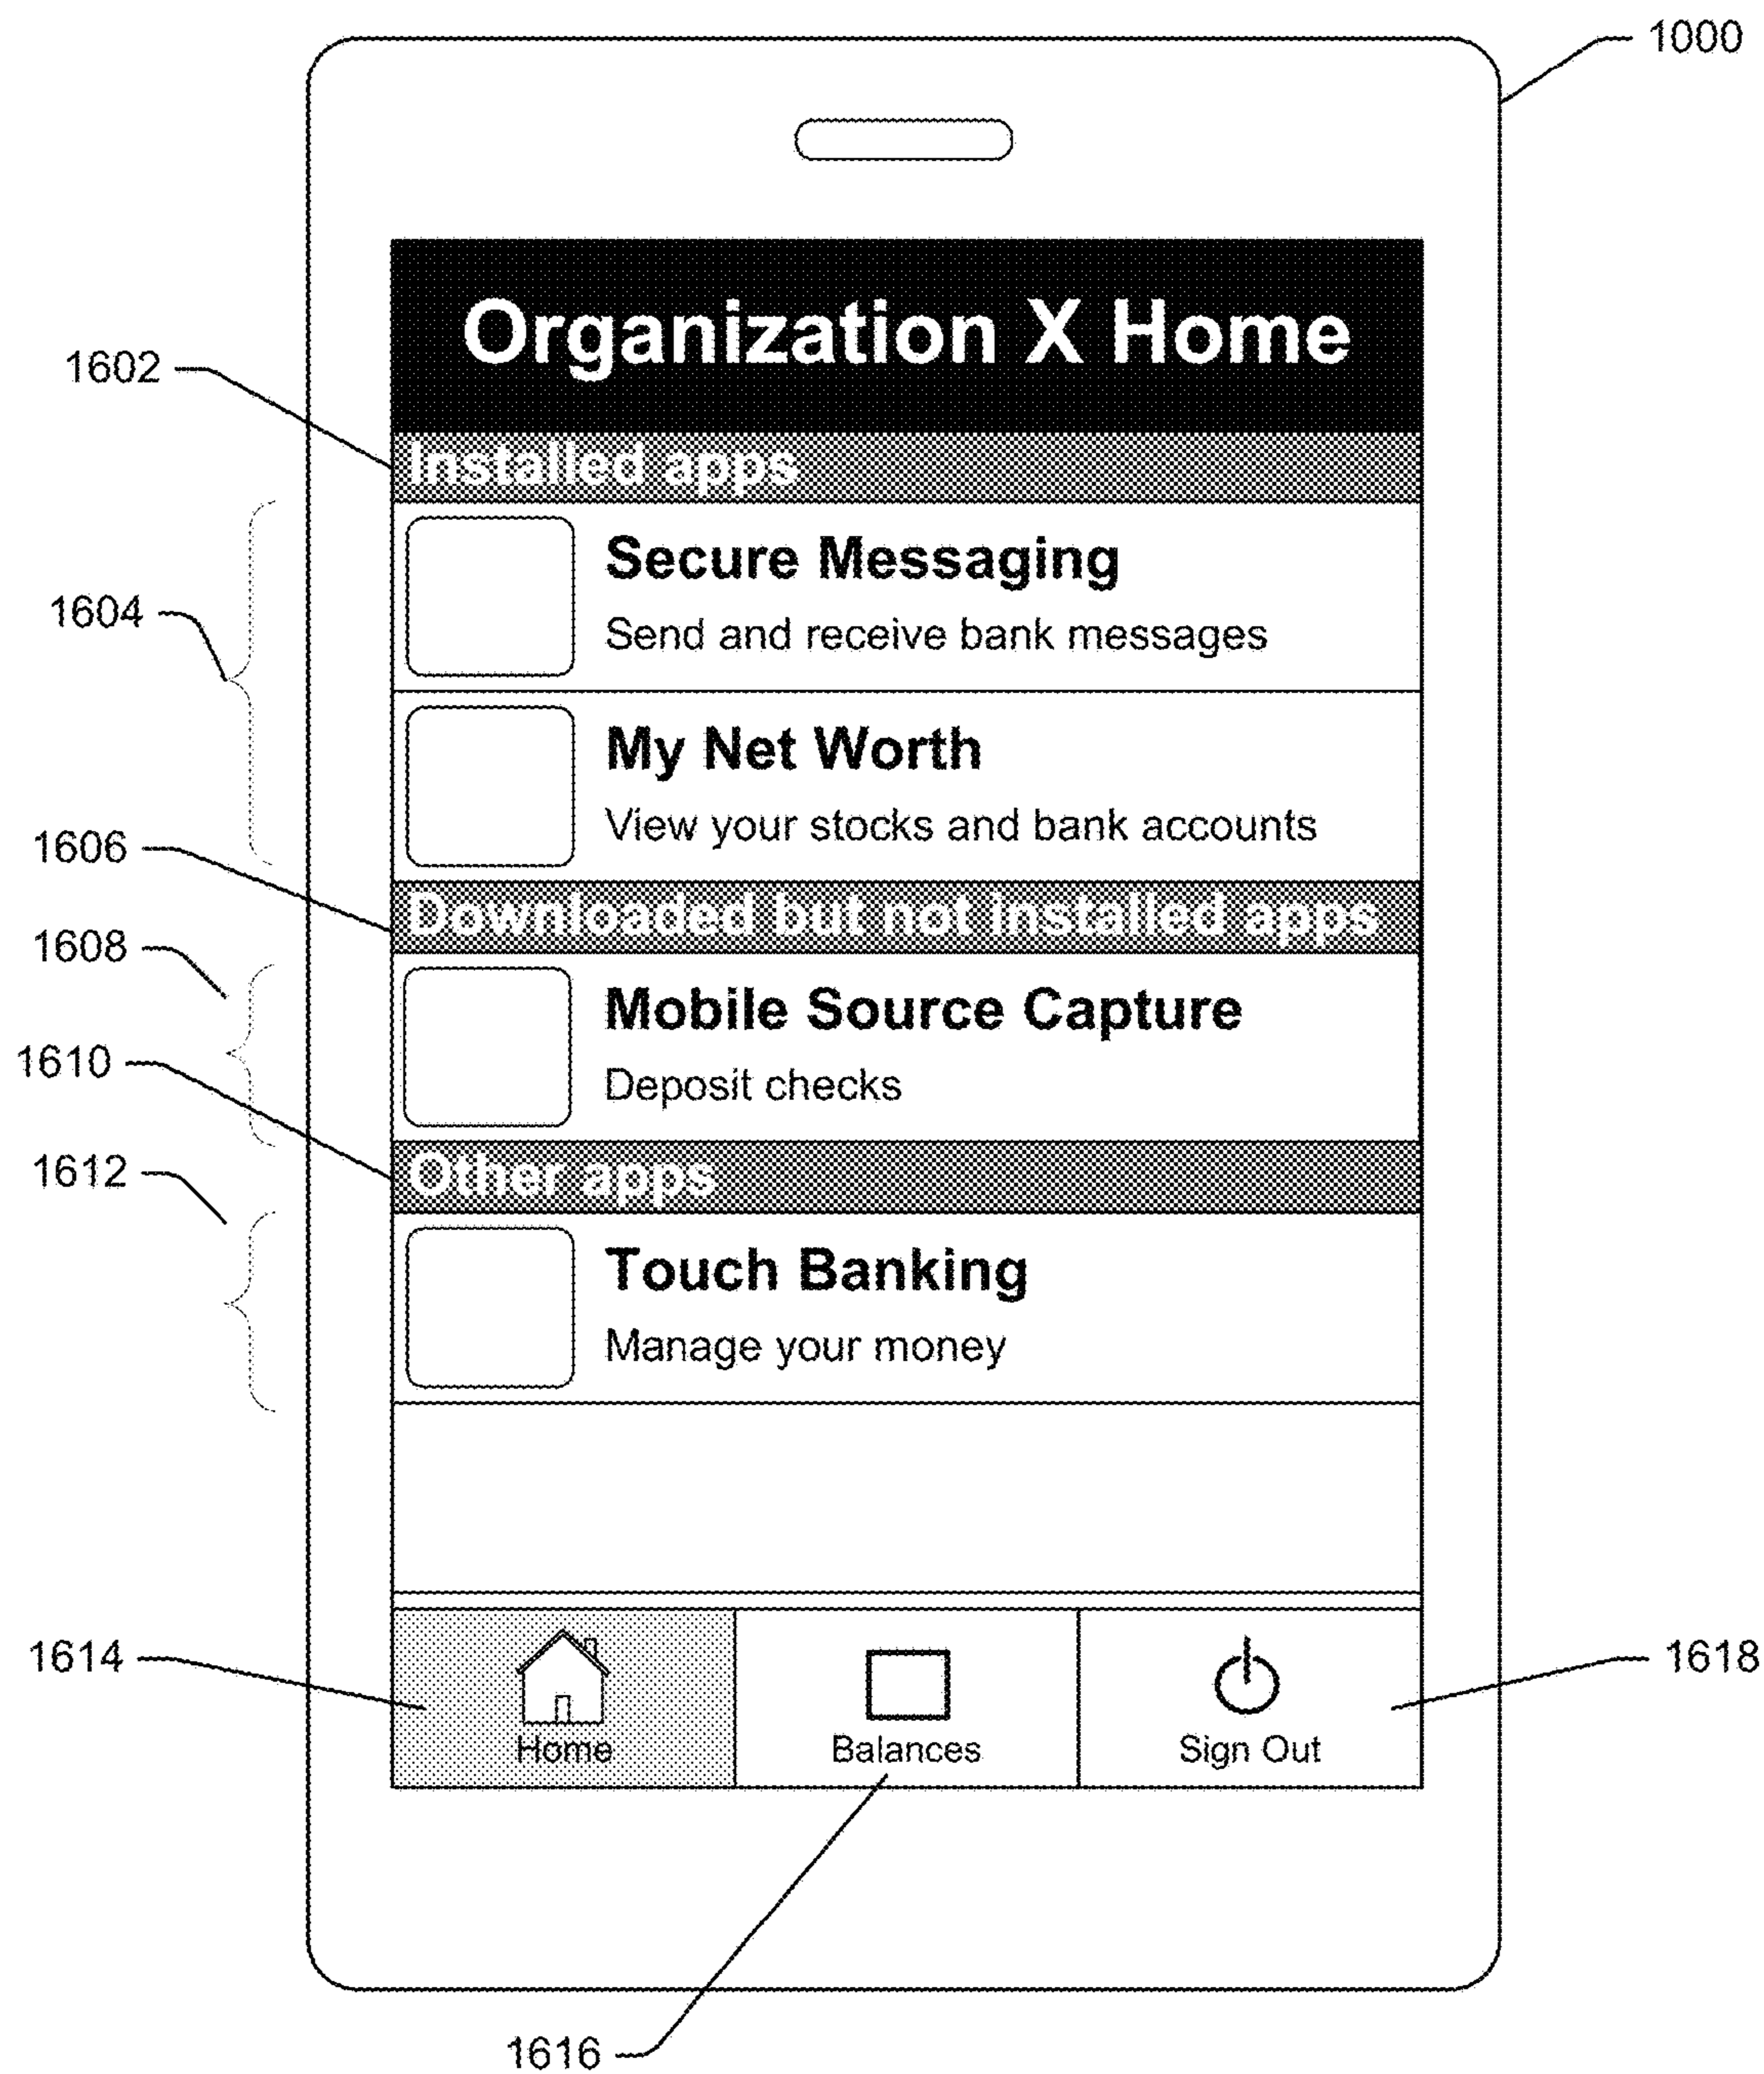 1000
Organization X Home
1602
Installed apps
1604
Secure Messaging
Send and receive bank messages
My Net Worth
View your stocks and bank accounts
1606
Downloaded but not installed apps
1608
Mobile Source Capture
Deposit checks
1610
1612
Other apps
Touch Banking
Manage your money
1614
1618
Home
Balances
Sign Out
1616